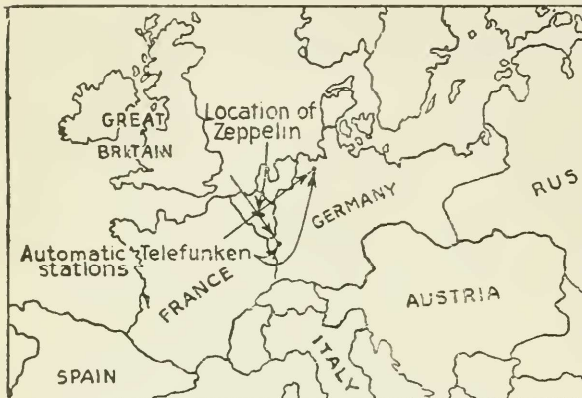 Location of
Zeppelin
GREAT
BRITAIN
GERMANY
RUS
Automatic Telefunken
stations
FRANCE
AUSTRIA
ITALY
SPAIN